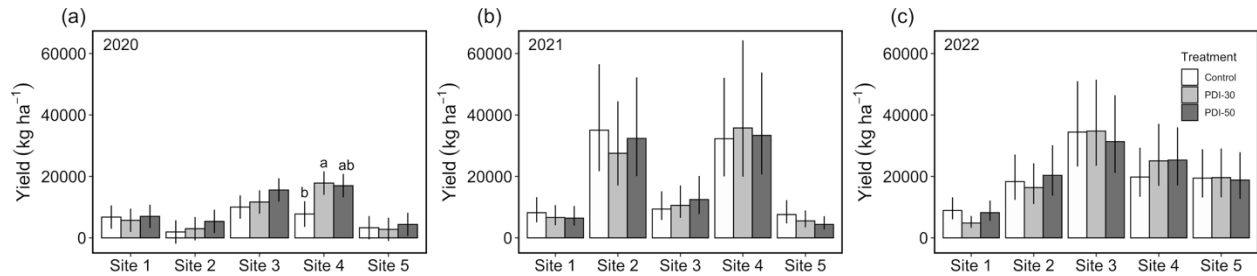 (a)
2020
Yield (kg ha⁻¹)
60000
40000
20000
0
b
a
ab
Site 1 Site 2 Site 3 Site 4 Site 5
(b)
2021
Yield (kg ha⁻¹)
60000
40000
20000
0
Site 1 Site 2 Site 3 Site 4 Site 5
(c)
2022
Yield (kg ha⁻¹)
60000
40000
20000
0
Treatment
Control
PDI-30
PDI-50
Site 1 Site 2 Site 3 Site 4 Site 5